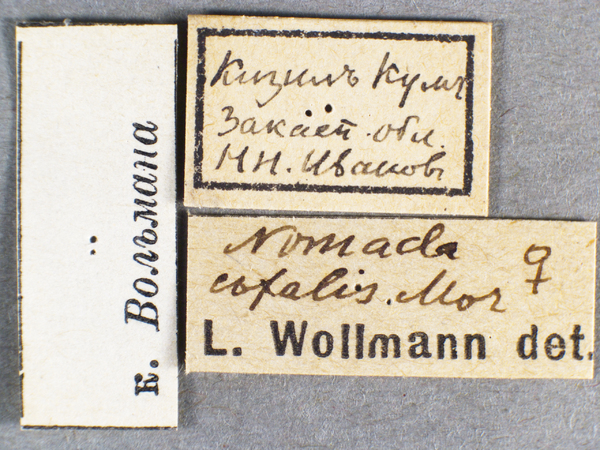 к. Вольмана
Кизилъ Кумъ
Закасп. обл.
Н Н. Ивановъ
Nomada ♀
coxalis. Mor
L. Wollmann det.